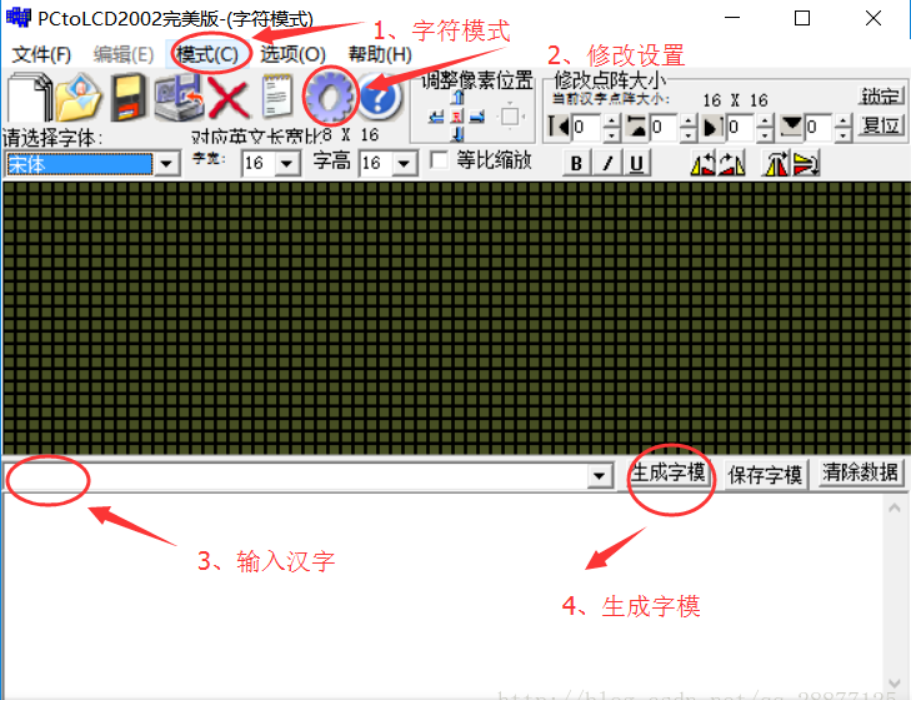 PCtoLCD2002完美版-(字符模式)
1、字符模式
文件(F) 编辑(E) 模式(C) 选项(O) 帮助(H)
2、修改设置
调整像素位置
修改点阵大小
当前汉字点阵大小: 16 X 16
锁定
0 0 0 0 复位
请选择字体: 对应英文长宽比8 X 16
宋体 字宽: 16 字高 16 等比缩放 B / U
生成字模 保存字模 清除数据
3、输入汉字
4、生成字模